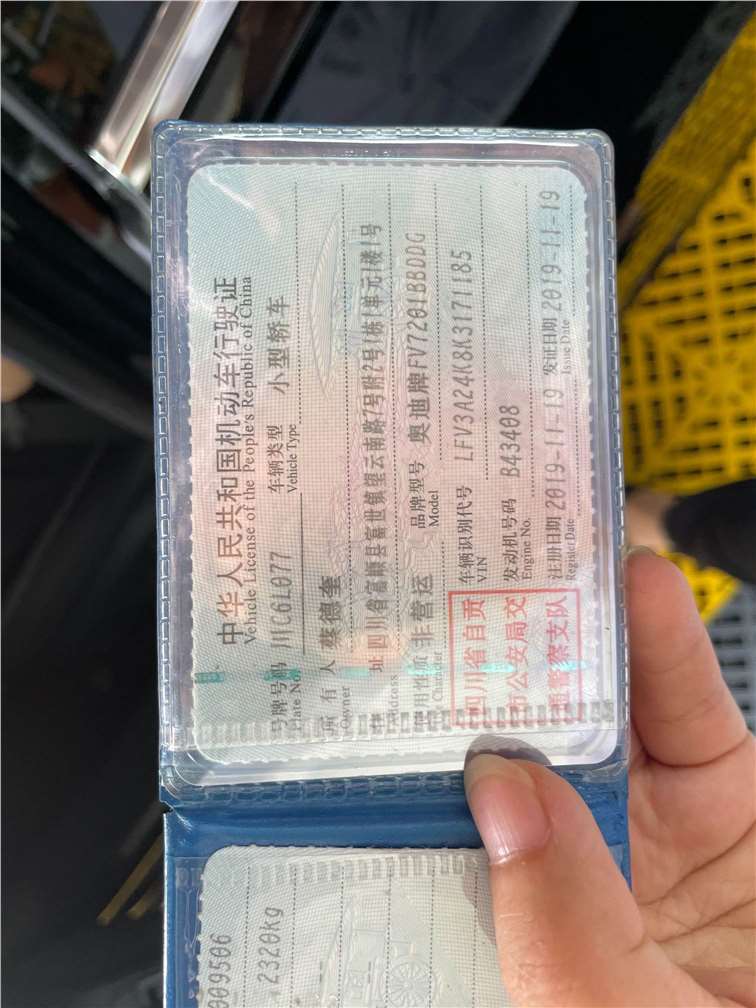 中华人民共和国机动车行驶证
Vehicle License of the People's Republic of China
号牌号码 川C6L077 车辆类型 小型轿车
Plate No. Vehicle Type
所有人 蔡德奎
Owner
住址 四川省富顺县富世镇望云南路7号附2号1栋1单元1楼1号
Address
使用性质 非营运 品牌型号 奥迪牌FV7201BBDDG
Use Character Model
四川省自贡 车辆识别代号 LFV3A24K8K3171185
VIN
市公安局交 发动机号码 B43408
Engine No.
通警察支队 注册日期 2019-11-19 发证日期 2019-11-19
Register Date Issue Date
009506
2320kg